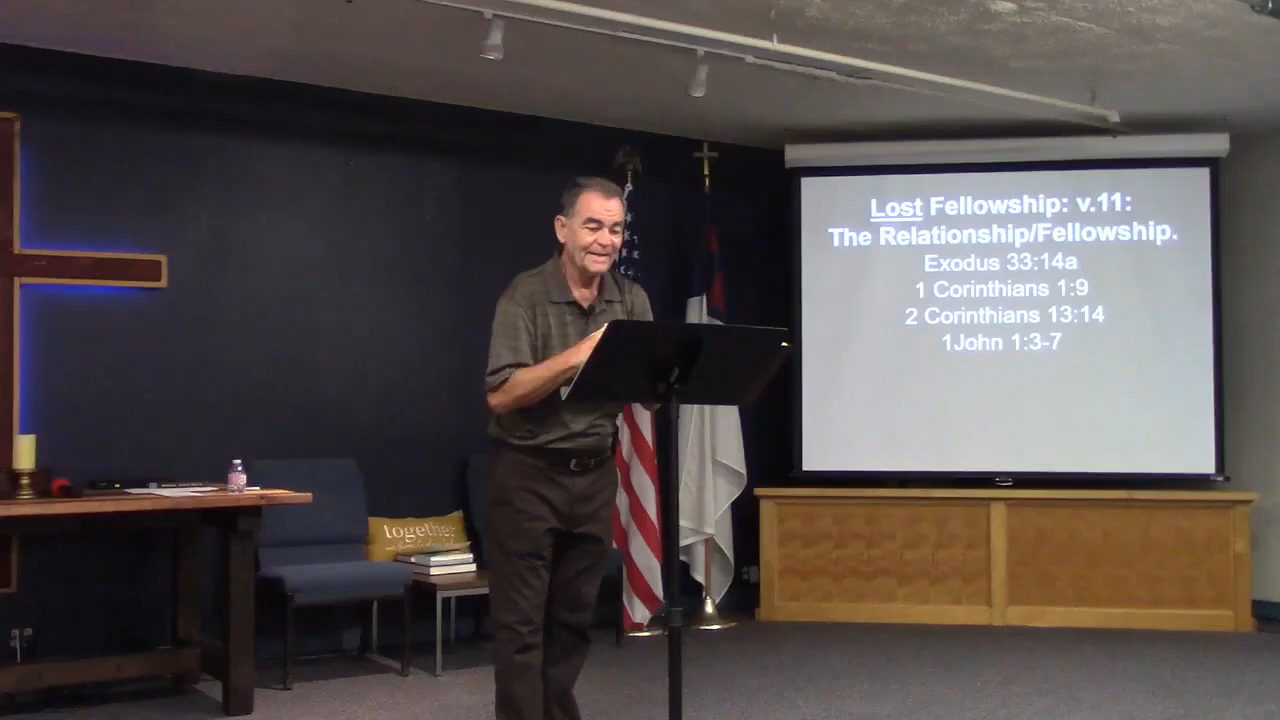 Lost Fellowship: v.11:
The Relationship/Fellowship.
Exodus 33:14a
1 Corinthians 1:9
2 Corinthians 13:14
1John 1:3-7
together